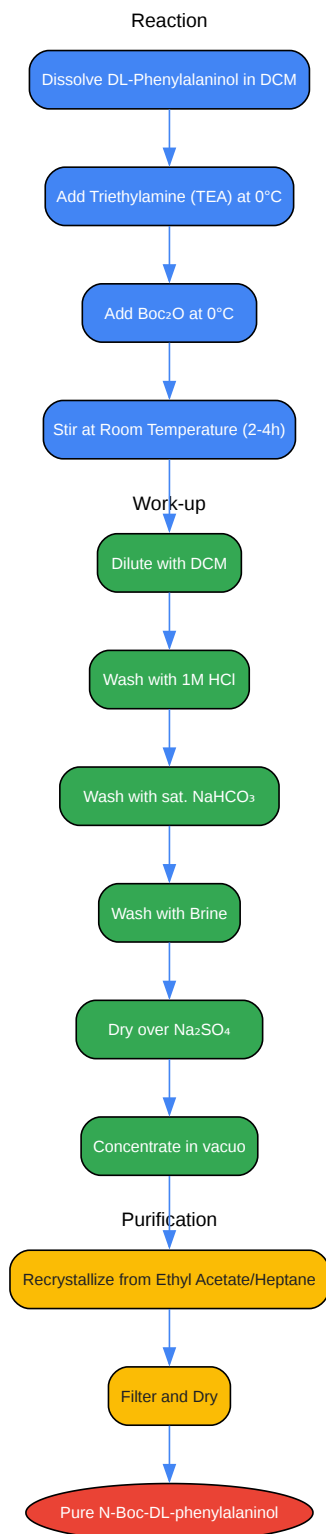 Reaction
Dissolve DL-Phenylalaninol in DCM
Add Triethylamine (TEA) at 0°C
Add Boc₂O at 0°C
Stir at Room Temperature (2-4h)
Work-up
Dilute with DCM
Wash with 1M HCl
Wash with sat. NaHCO₃
Wash with Brine
Dry over Na₂SO₄
Concentrate in vacuo
Purification
Recrystallize from Ethyl Acetate/Heptane
Filter and Dry
Pure N-Boc-DL-phenylalaninol